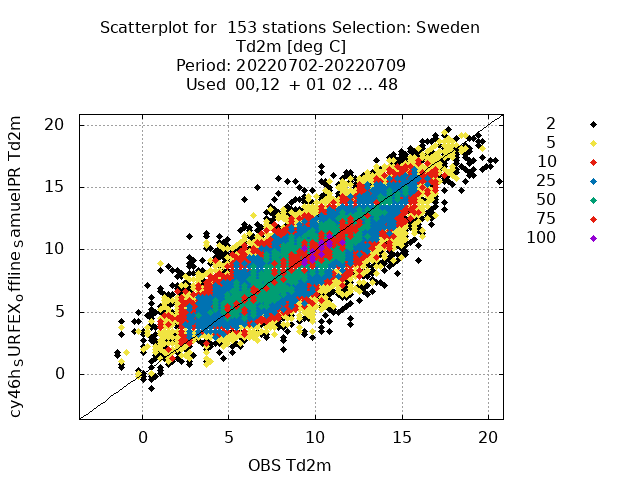 Scatterplot for  153 stations Selection: Sweden
Td2m [deg C]
Period: 20220702-20220709
Used  00,12  + 01 02 ... 48
cy46h_SURFEX_offline_samuelPR Td2m
20
15
10
5
0
0
5
10
15
20
OBS Td2m
2
5
10
25
50
75
100